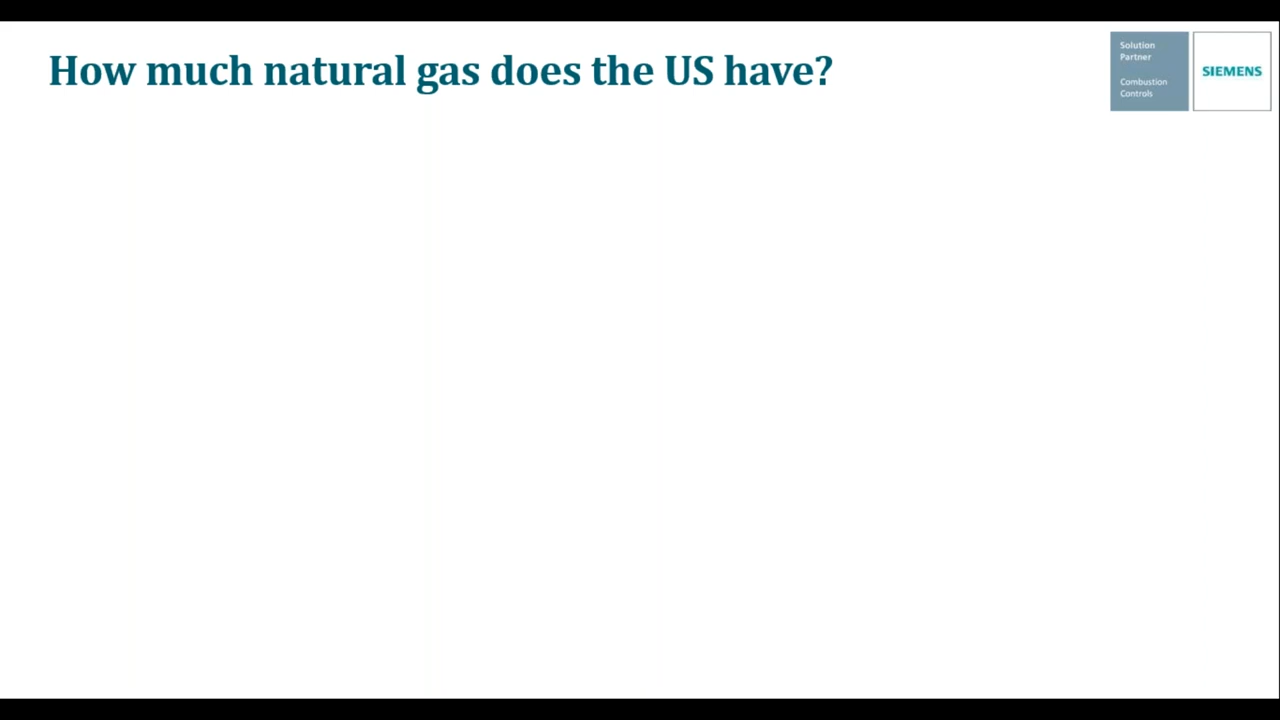 How much natural gas does the US have?
Solution
Partner
Combustion
Controls
SIEMENS